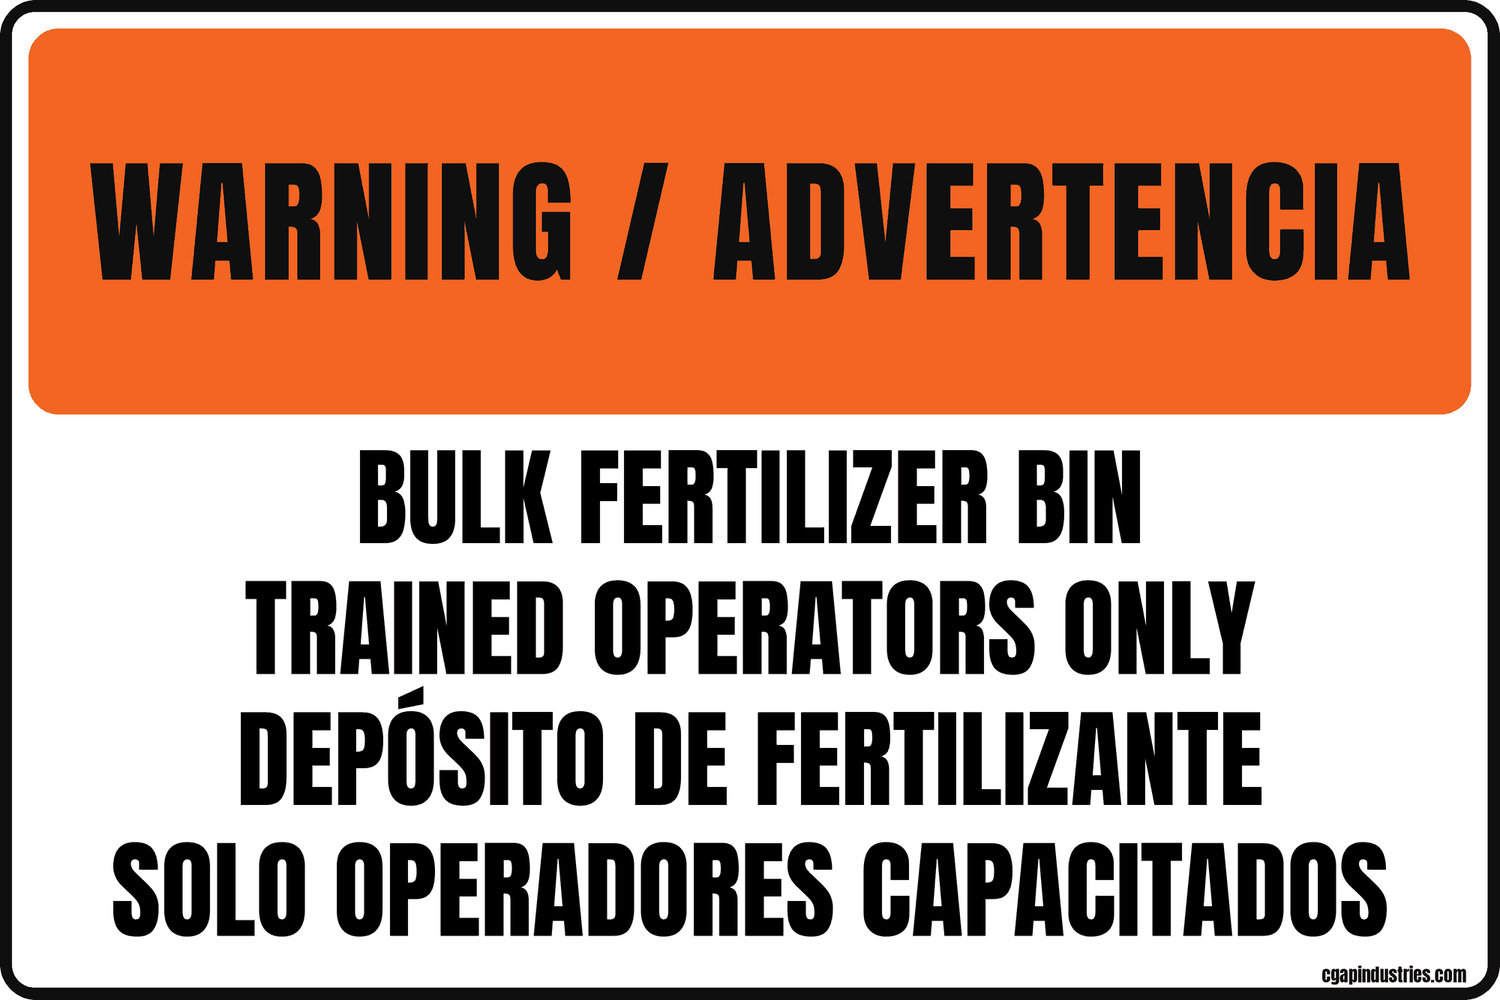 WARNING / ADVERTENCIA
BULK FERTILIZER BIN
TRAINED OPERATORS ONLY
DEPÓSITO DE FERTILIZANTE
SOLO OPERADORES CAPACITADOS
cgapindustries.com